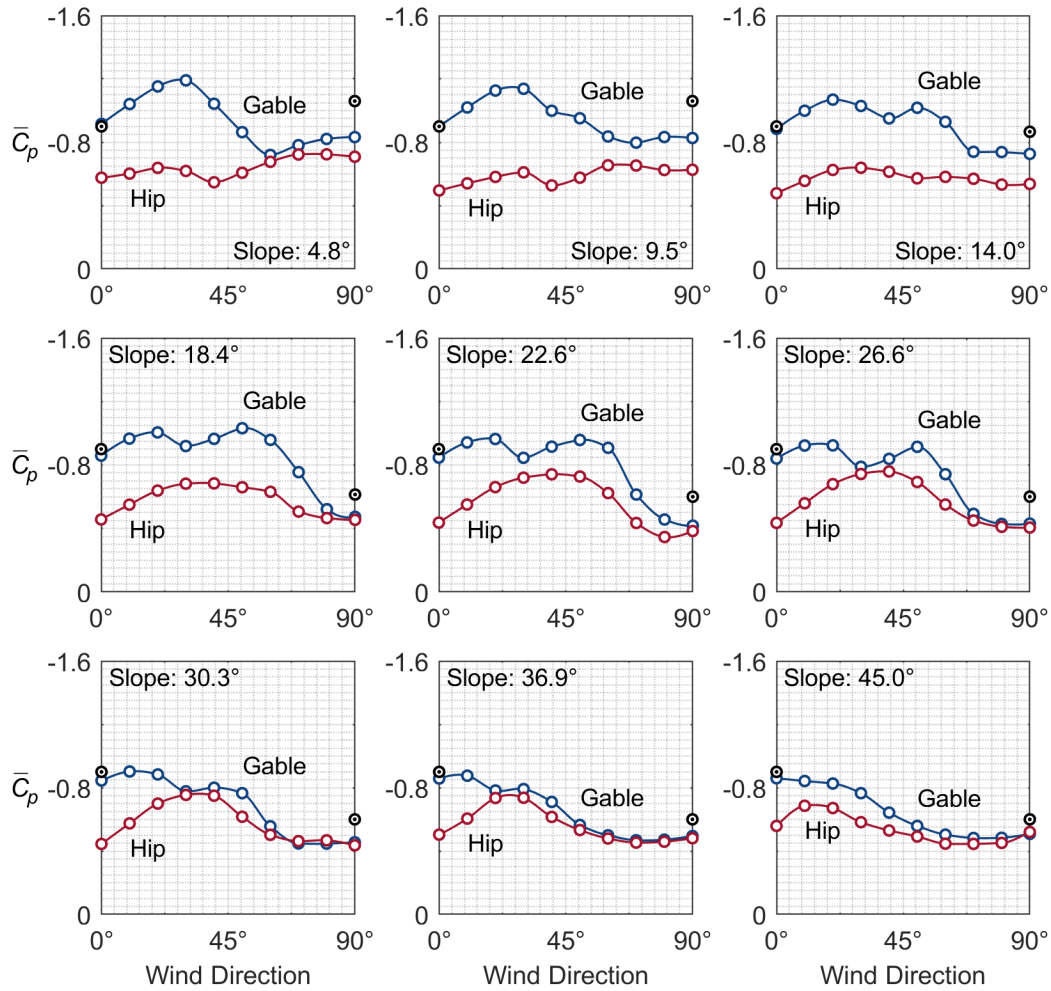 -1.6
C̅p
-0.8
0
Gable
Hip
Slope: 4.8°
0°
45°
90°
-1.6
-0.8
0
Gable
Hip
Slope: 9.5°
0°
45°
90°
-1.6
-0.8
0
Gable
Hip
Slope: 14.0°
0°
45°
90°
-1.6
C̅p
-0.8
0
Slope: 18.4°
Gable
Hip
0°
45°
90°
-1.6
-0.8
0
Slope: 22.6°
Gable
Hip
0°
45°
90°
-1.6
-0.8
0
Slope: 26.6°
Gable
Hip
0°
45°
90°
-1.6
C̅p
-0.8
0
Slope: 30.3°
Gable
Hip
0°
45°
90°
Wind Direction
-1.6
-0.8
0
Slope: 36.9°
Gable
Hip
0°
45°
90°
Wind Direction
-1.6
-0.8
0
Slope: 45.0°
Gable
Hip
0°
45°
90°
Wind Direction